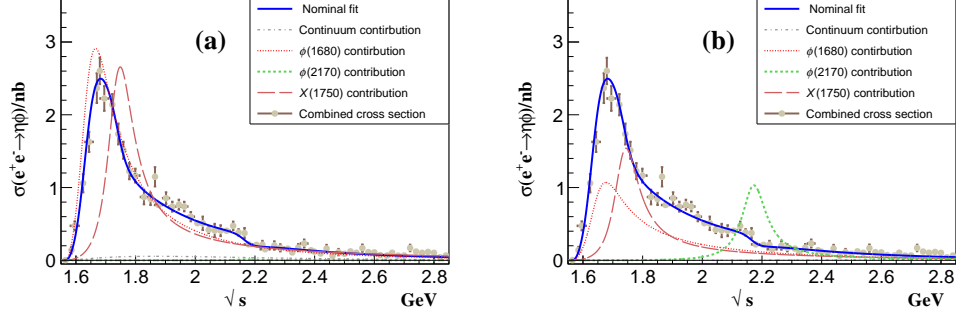 (a)
Nominal fit
Continuum contribution
ϕ(1680) contirbution
ϕ(2170) contribution
X(1750) contribution
Combined cross section
σ(e⁺e⁻→ηϕ)/nb
3
2
1
0
1.6 1.8 2 2.2 2.4 2.6 2.8
√s
GeV
(b)
Nominal fit
Continuum contribution
ϕ(1680) contirbution
ϕ(2170) contribution
X(1750) contribution
Combined cross section
σ(e⁺e⁻→ηϕ)/nb
3
2
1
0
1.6 1.8 2 2.2 2.4 2.6 2.8
√s
GeV